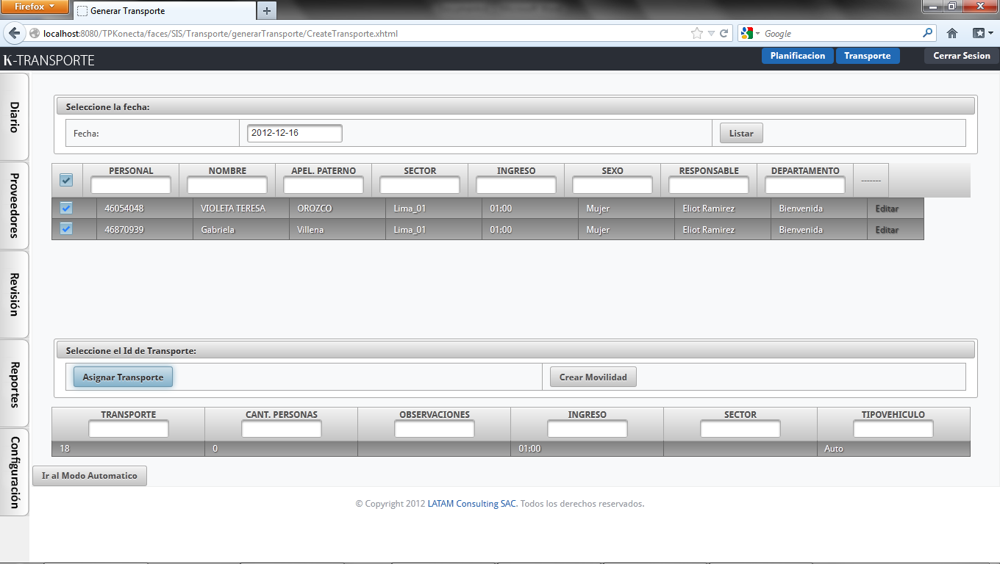 Firefox
Generar Transporte
localhost:8080/TPKonecta/faces/SIS/Transporte/generarTransporte/CreateTransporte.xhtml
Google
K-TRANSPORTE
Planificacion
Transporte
Cerrar Sesion
Diario
Proveedores
Revisión
Reportes
Configuración
Seleccione la fecha:
Fecha: 2012-12-16 Listar
PERSONAL NOMBRE APEL. PATERNO SECTOR INGRESO SEXO RESPONSABLE DEPARTAMENTO -------
46054048 VIOLETA TERESA OROZCO Lima_01 01:00 Mujer Eliot Ramirez Bienvenida Editar
46870939 Gabriela Villena Lima_01 01:00 Mujer Eliot Ramirez Bienvenida Editar
Seleccione el Id de Transporte:
Asignar Transporte Crear Movilidad
TRANSPORTE CANT. PERSONAS OBSERVACIONES INGRESO SECTOR TIPOVEHICULO
18 0 01:00 Auto
Ir al Modo Automatico
© Copyright 2012 LATAM Consulting SAC. Todos los derechos reservados.